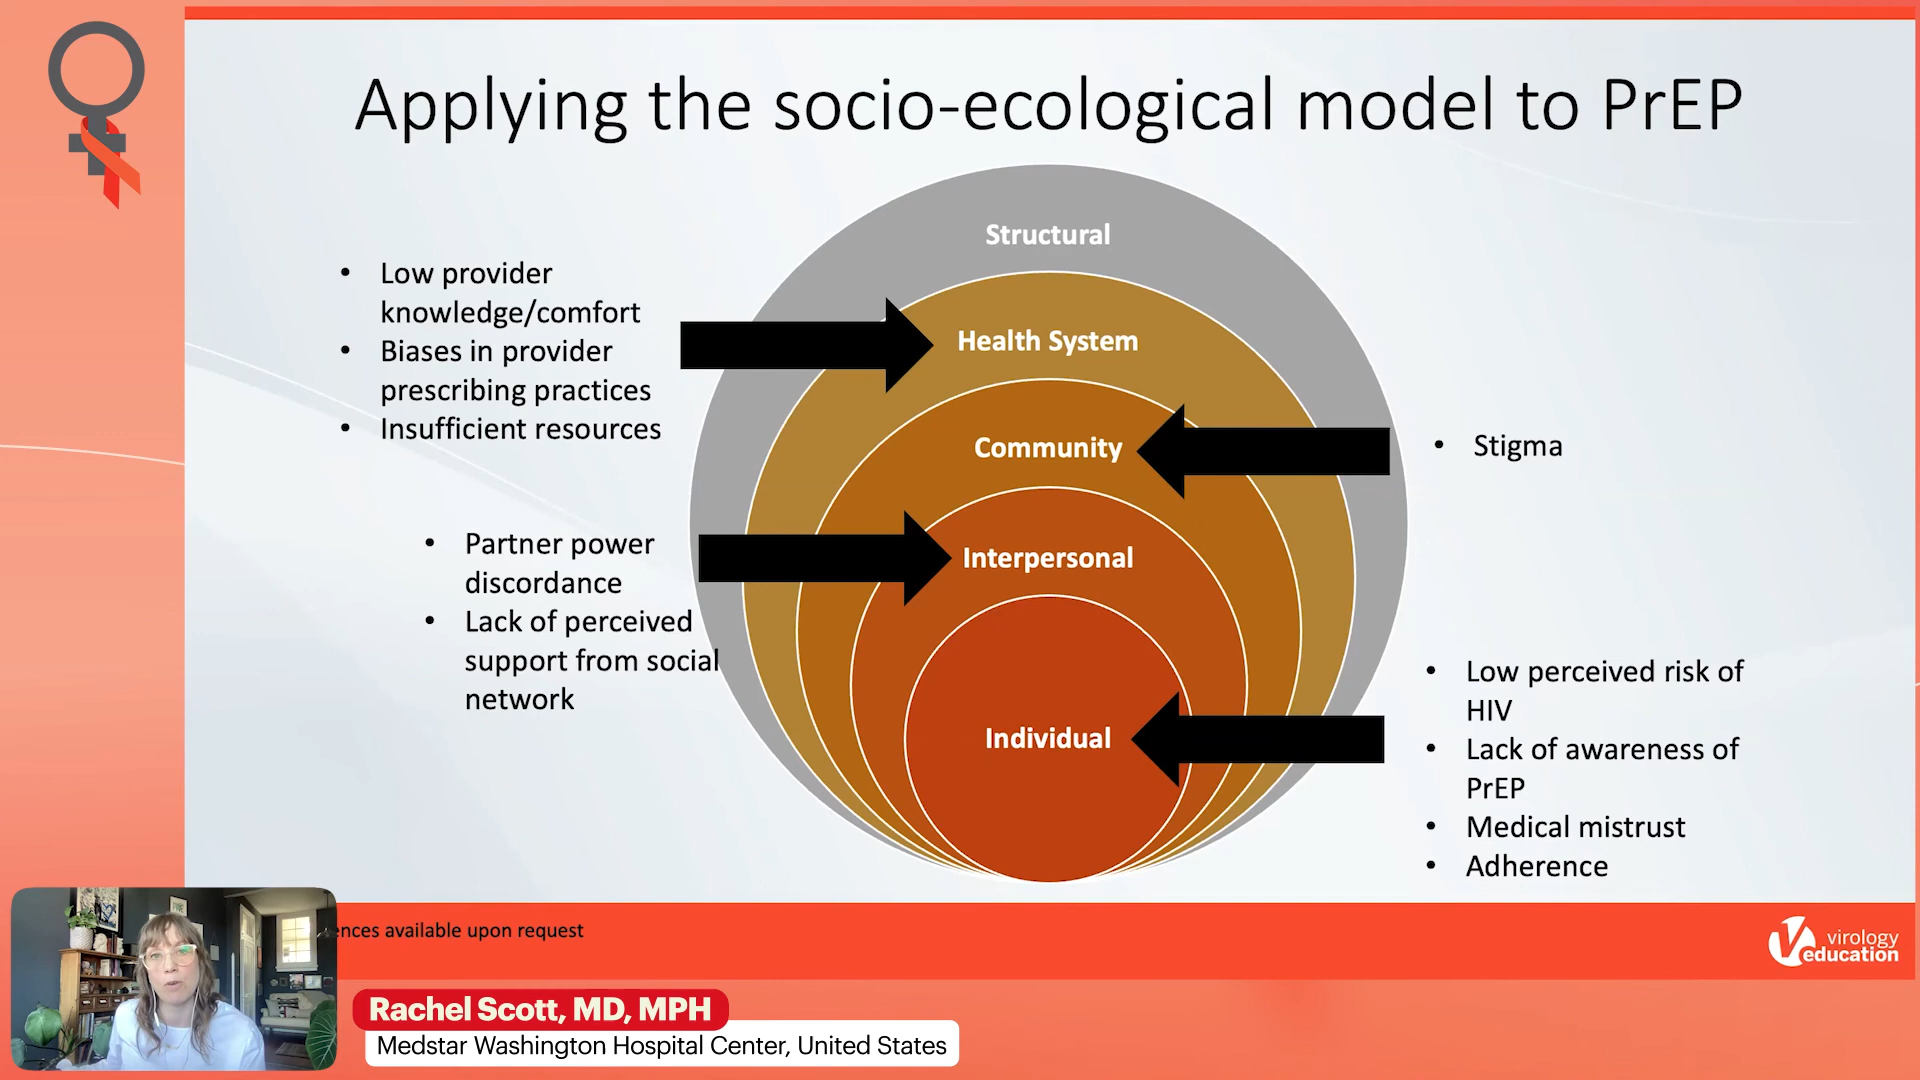 Applying the socio-ecological model to PrEP
Structural
• Low provider
knowledge/comfort
• Biases in provider
prescribing practices
• Insufficient resources
Health System
Community
• Stigma
• Partner power
discordance
• Lack of perceived
support from social
network
Interpersonal
Individual
• Low perceived risk of
HIV
• Lack of awareness of
PrEP
• Medical mistrust
• Adherence
available upon request
virology
education
Rachel Scott, MD, MPH
Medstar Washington Hospital Center, United States